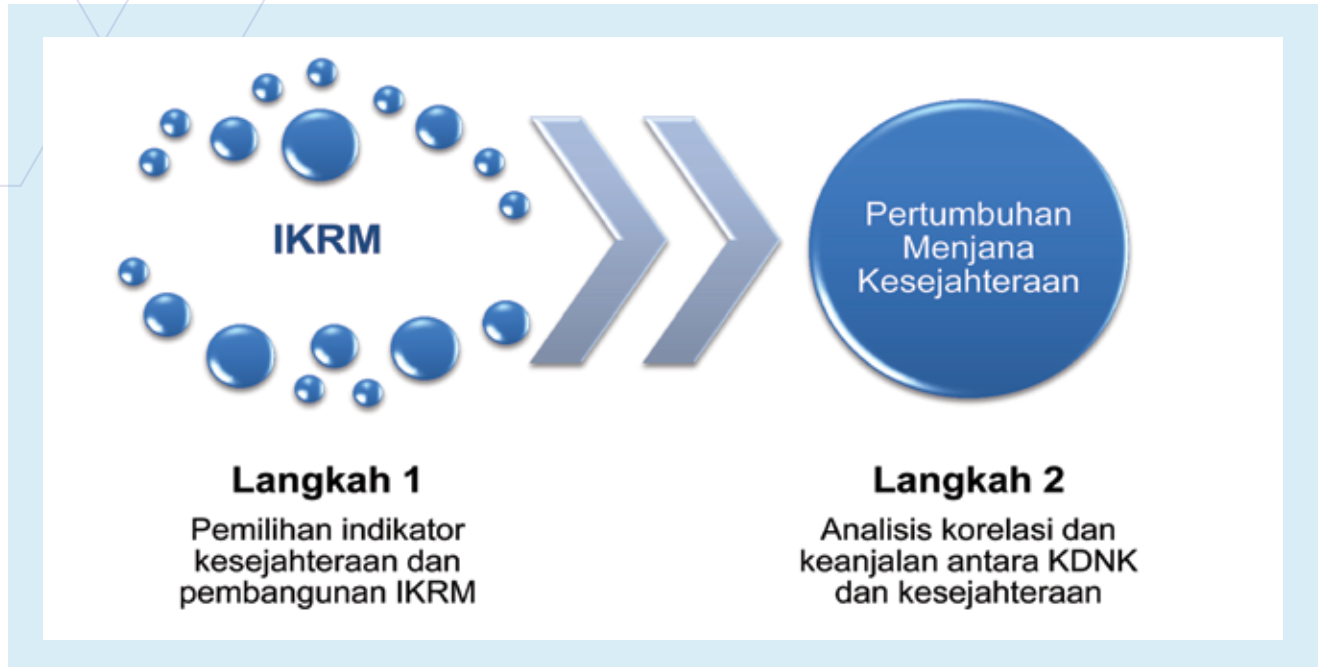 IKRM
Pertumbuhan
Menjana
Kesejahteraan
Langkah 1
Pemilihan indikator
kesejahteraan dan
pembangunan IKRM
Langkah 2
Analisis korelasi dan
keanjalan antara KDNK
dan kesejahteraan